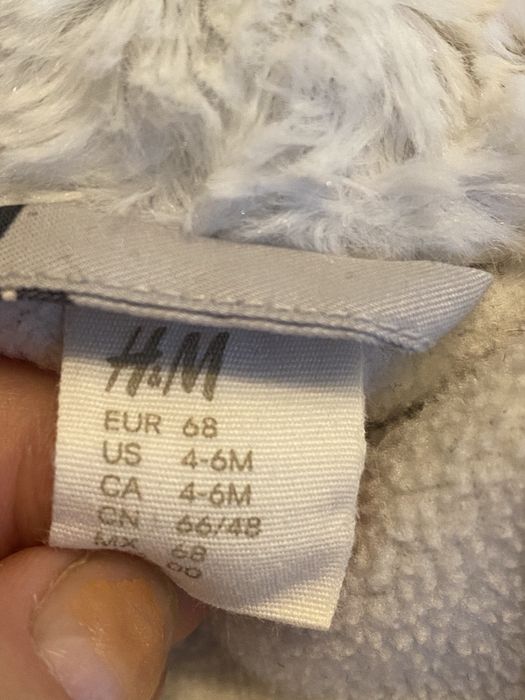 H&M
EUR 68
US 4-6M
CA 4-6M
CN 66/48
MX 68